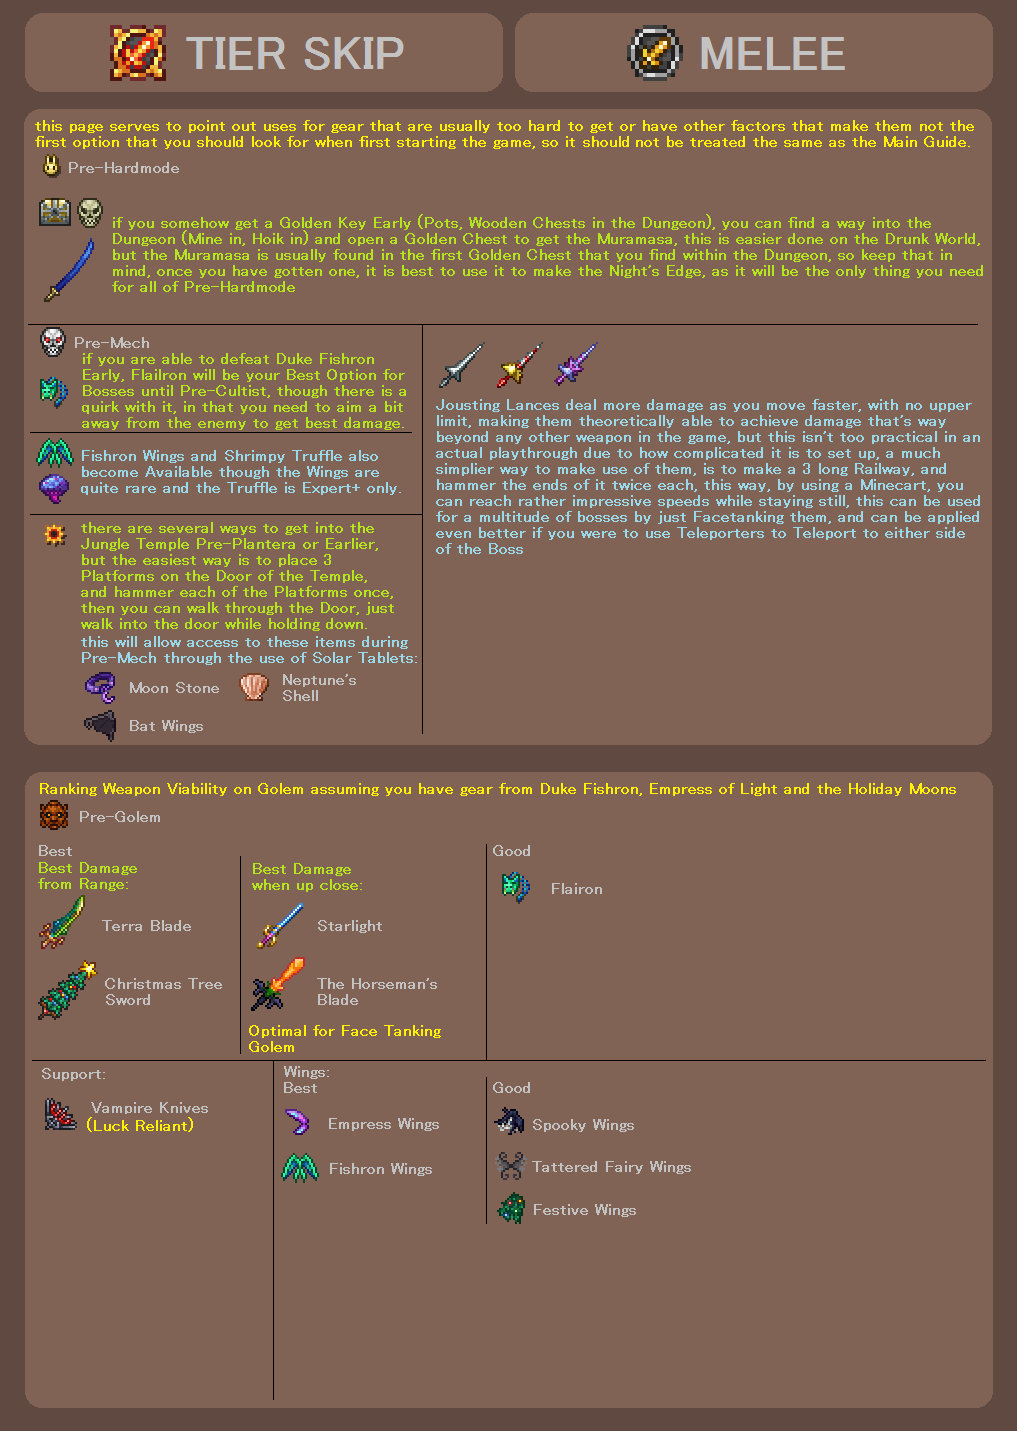 TIER SKIP
MELEE
this page serves to point out uses for gear that are usually too hard to get or have other factors that make them not the
first option that you should look for when first starting the game, so it should not be treated the same as the Main Guide.
Pre-Hardmode
if you somehow get a Golden Key Early (Pots, Wooden Chests in the Dungeon), you can find a way into the
Dungeon (Mine in, Hoik in) and open a Golden Chest to get the Muramasa, this is easier done on the Drunk World,
but the Muramasa is usually found in the first Golden Chest that you find within the Dungeon, so keep that in
mind, once you have gotten one, it is best to use it to make the Night's Edge, as it will be the only thing you need
for all of Pre-Hardmode
Pre-Mech
if you are able to defeat Duke Fishron
Early, Flailron will be your Best Option for
Bosses until Pre-Cultist, though there is a
quirk with it, in that you need to aim a bit
away from the enemy to get best damage.
Fishron Wings and Shrimpy Truffle also
become Available though the Wings are
quite rare and the Truffle is Expert+ only.
there are several ways to get into the
Jungle Temple Pre-Plantera or Earlier,
but the easiest way is to place 3
Platforms on the Door of the Temple,
and hammer each of the Platforms once,
then you can walk through the Door, just
walk into the door while holding down.
this will allow access to these items during
Pre-Mech through the use of Solar Tablets:
Moon Stone
Neptune's
Shell
Bat Wings
Jousting Lances deal more damage as you move faster, with no upper
limit, making them theoretically able to achieve damage that's way
beyond any other weapon in the game, but this isn't too practical in an
actual playthrough due to how complicated it is to set up, a much
simplier way to make use of them, is to make a 3 long Railway, and
hammer the ends of it twice each, this way, by using a Minecart, you
can reach rather impressive speeds while staying still, this can be used
for a multitude of bosses by just Facetanking them, and can be applied
even better if you were to use Teleporters to Teleport to either side
of the Boss
Ranking Weapon Viability on Golem assuming you have gear from Duke Fishron, Empress of Light and the Holiday Moons
Pre-Golem
Best
Best Damage
from Range:
Terra Blade
Christmas Tree
Sword
Best Damage
when up close:
Starlight
The Horseman's
Blade
Optimal for Face Tanking
Golem
Good
Flairon
Support:
Vampire Knives
(Luck Reliant)
Wings:
Best
Empress Wings
Fishron Wings
Good
Spooky Wings
Tattered Fairy Wings
Festive Wings